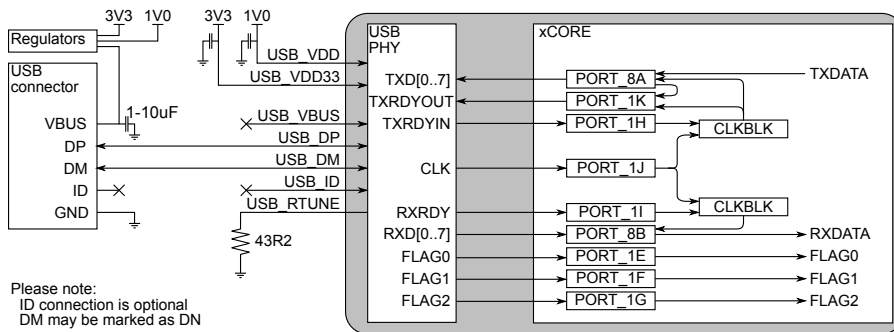 3V3 1V0
Regulators
USB
connector
1-10uF
VBUS
DP
DM
ID
GND
Please note:
ID connection is optional
DM may be marked as DN
3V3 1V0
USB_VDD
USB_VDD33
USB_VBUS
USB_DP
USB_DM
USB_ID
USB_RTUNE
43R2
USB
PHY
TXD[0..7]
TXRDYOUT
TXRDYIN
CLK
RXRDY
RXD[0..7]
FLAG0
FLAG1
FLAG2
xCORE
PORT_8A
PORT_1K
PORT_1H
PORT_1J
PORT_1I
PORT_8B
PORT_1E
PORT_1F
PORT_1G
CLKBLK
CLKBLK
TXDATA
RXDATA
FLAG0
FLAG1
FLAG2